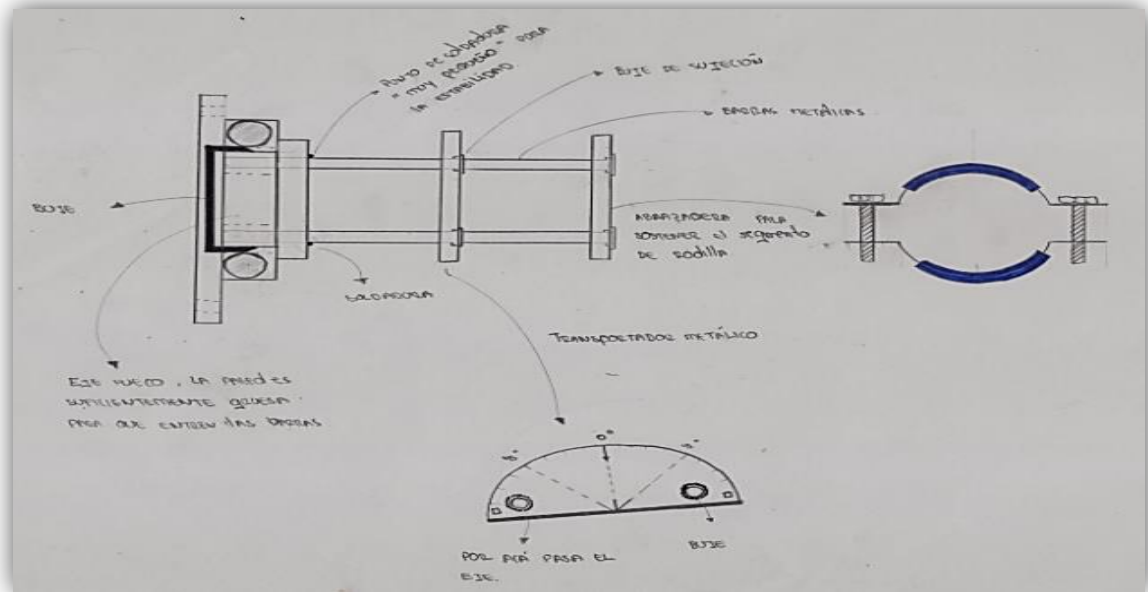 PUNTO DE SOLDADURA
"MUY PEQUEÑO" PARA
LA ESTABILIDAD.
BUJE DE SUJECIÓN
BARRAS METÁLICAS.
BUJE
ABRAZADERA PARA
SOSTENER el segmento
DE RODILLA
SOLDADURA
TRANSPORTADOR METÁLICO
EJE HUECO, LA PARED ES
SUFICIENTEMENTE GRUESA
PARA QUE ENTREN LAS BARRAS
0°
POR ACÁ PASA EL
EJE.
BUJE